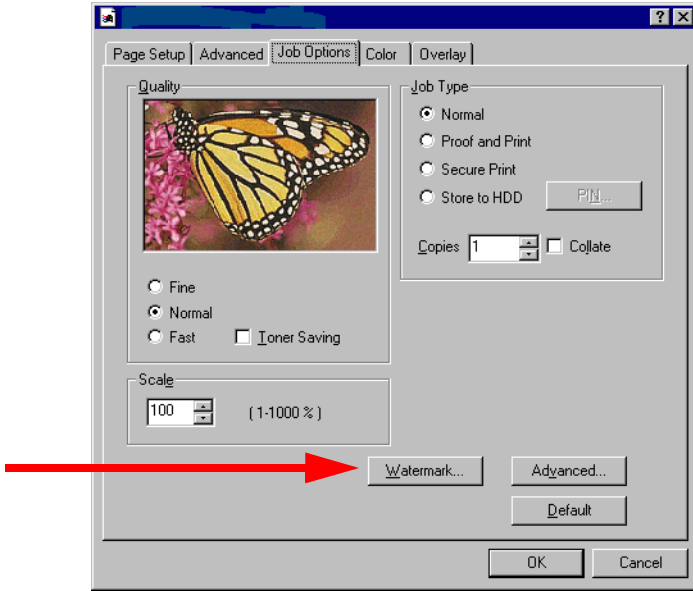 Page Setup Advanced Job Options Color Overlay
Quality
Fine
Normal
Fast Toner Saving
Scale
100 (1-1000 %)
Job Type
Normal
Proof and Print
Secure Print
Store to HDD PIN...
Copies 1 Collate
Watermark... Advanced...
Default
OK Cancel